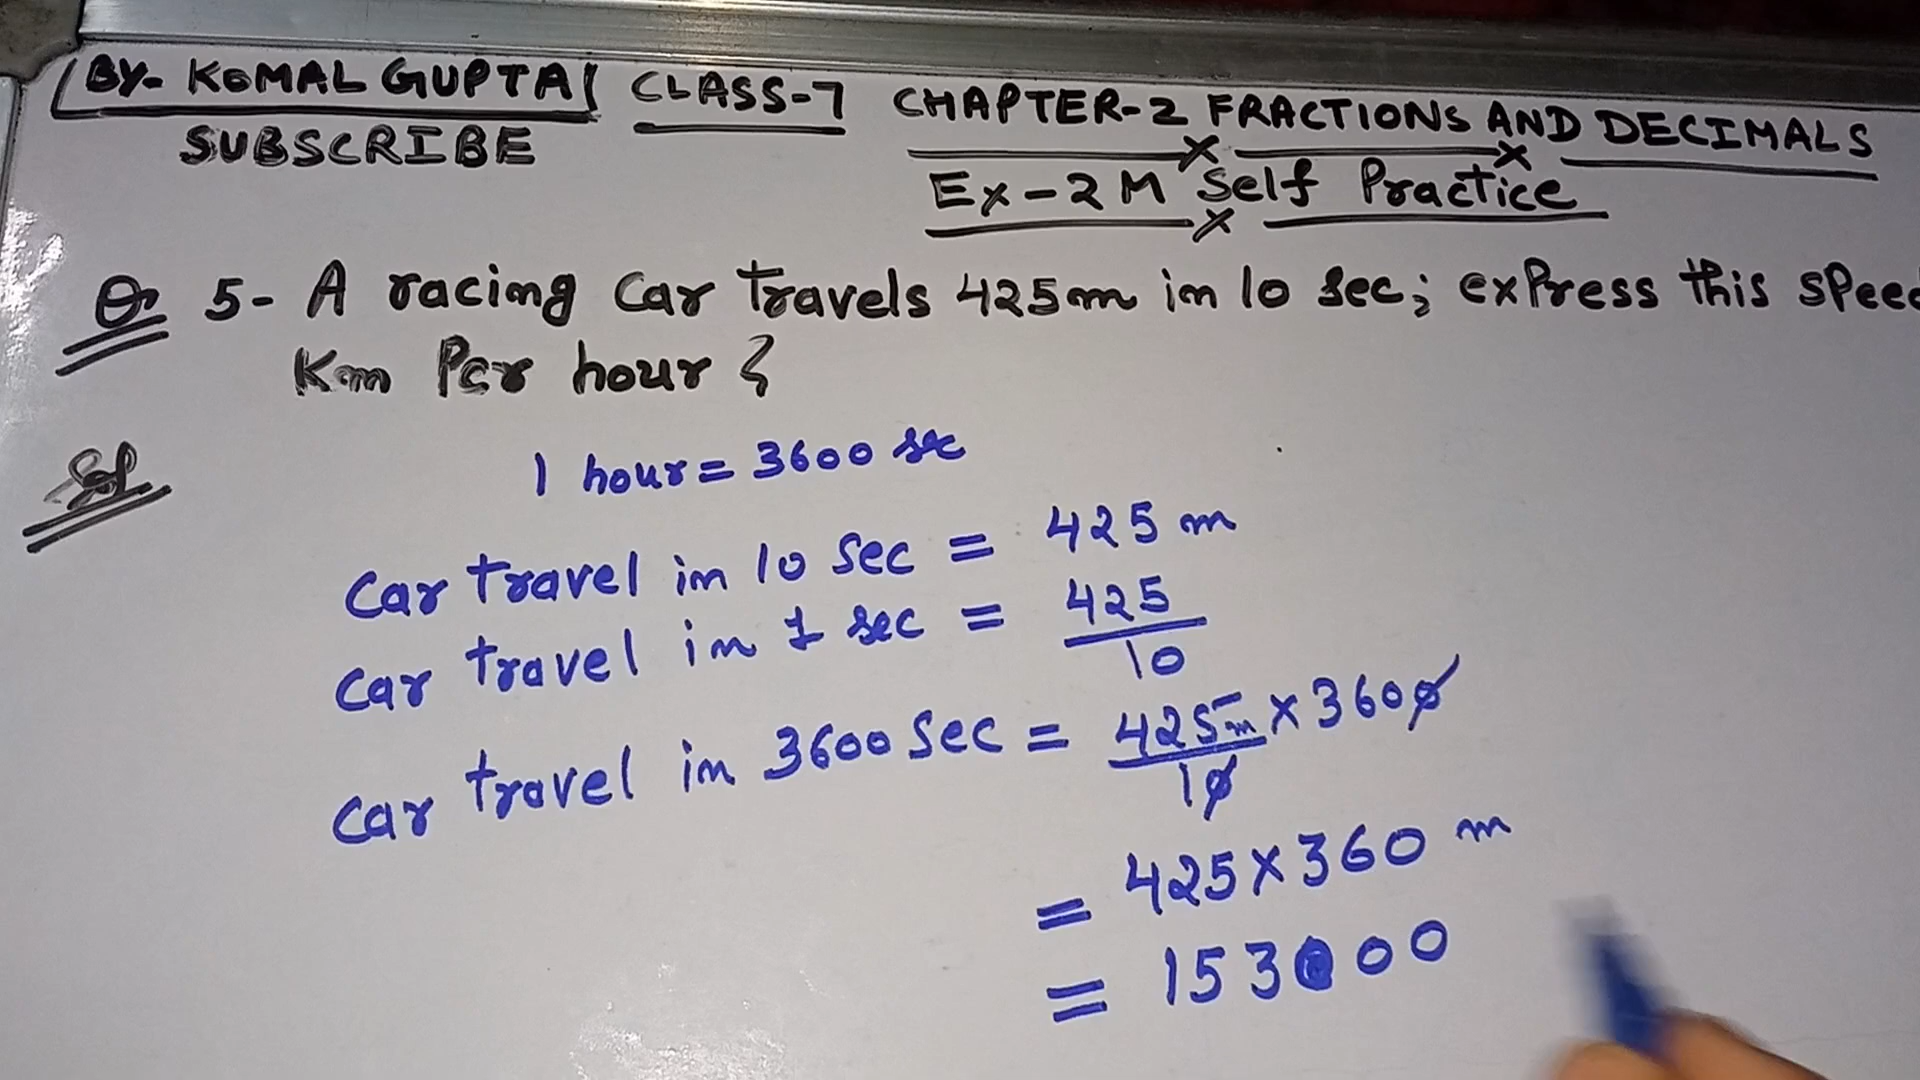 BY- KOMAL GUPTA CLASS-7 CHAPTER-2 FRACTIONS AND DECIMALS
SUBSCRIBE
Ex-2M Self Practice
Q 5- A racing Car Travels 425m in 10 sec; exPress this sPeed
Km Per hour ?
Sol
1 hour = 3600 sec
Car travel in 10 Sec = 425 m
Car travel in 1 sec = 425/10
Car travel in 3600 Sec = 425m/10 × 3600
= 425 × 360 m
= 153000